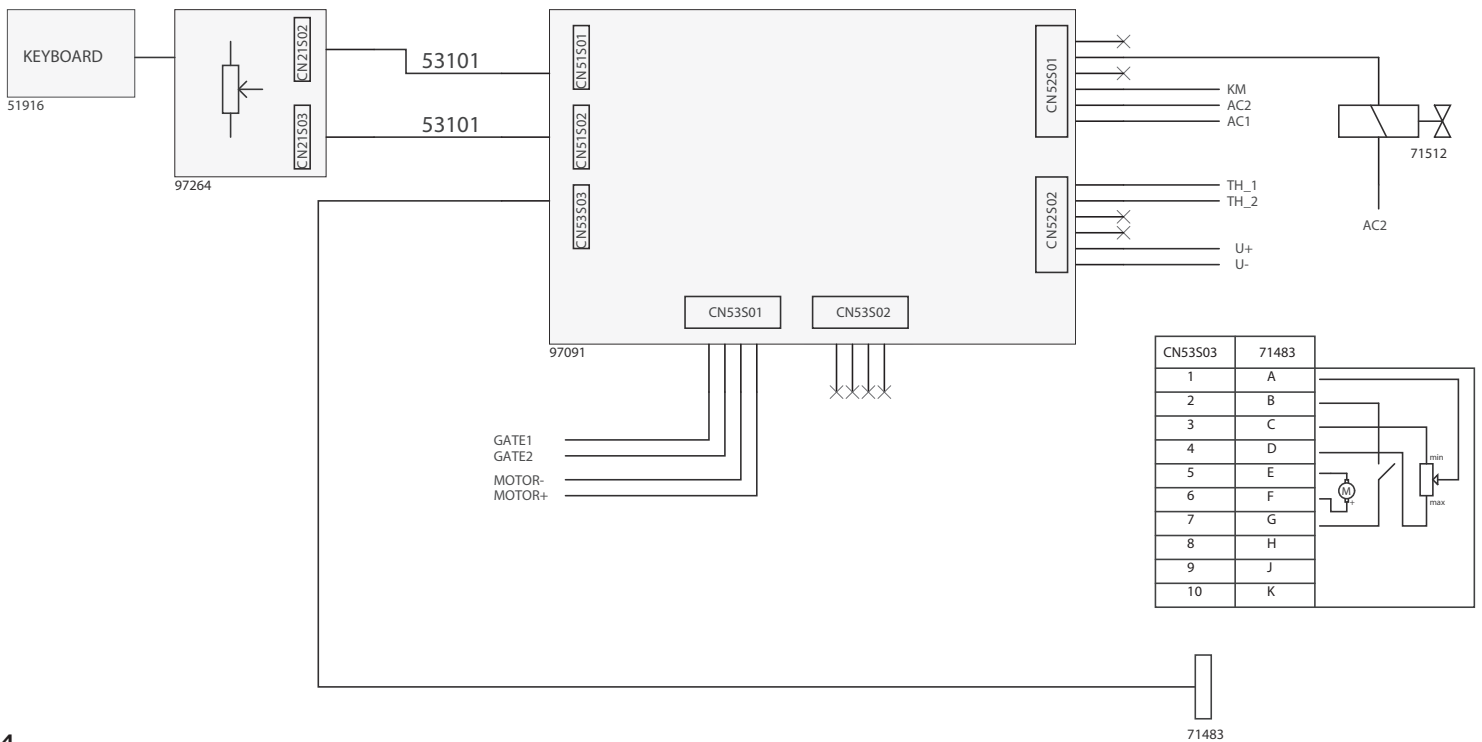 KEYBOARD
51916
CN21S02
CN21S03
97264
53101
53101
CN51S01
CN51S02
CN53S03
CN52S01
CN52S02
CN53S01
CN53S02
97091
KM
AC2
AC1
71512
AC2
TH_1
TH_2
U+
U-
GATE1
GATE2
MOTOR-
MOTOR+
CN53S03 71483
1 A
2 B
3 C
4 D
5 E
6 F
7 G
8 H
9 J
10 K
M
+
min
max
71483